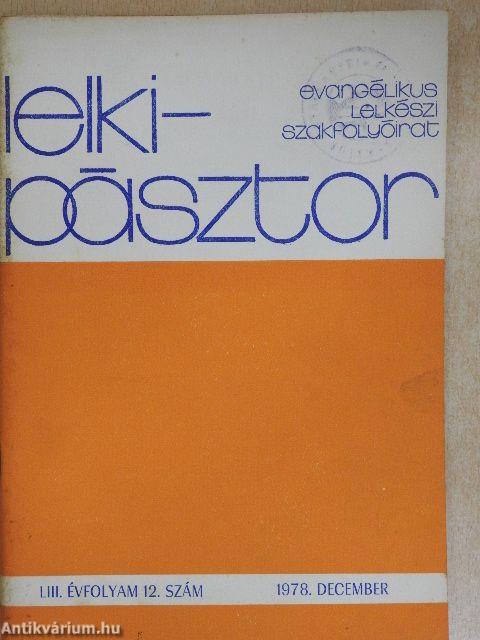 lelki-
pásztor
evangélikus
lelkészi
szakfolyóirat
LIII. ÉVFOLYAM 12. SZÁM 1978. DECEMBER
Antikvárium.hu